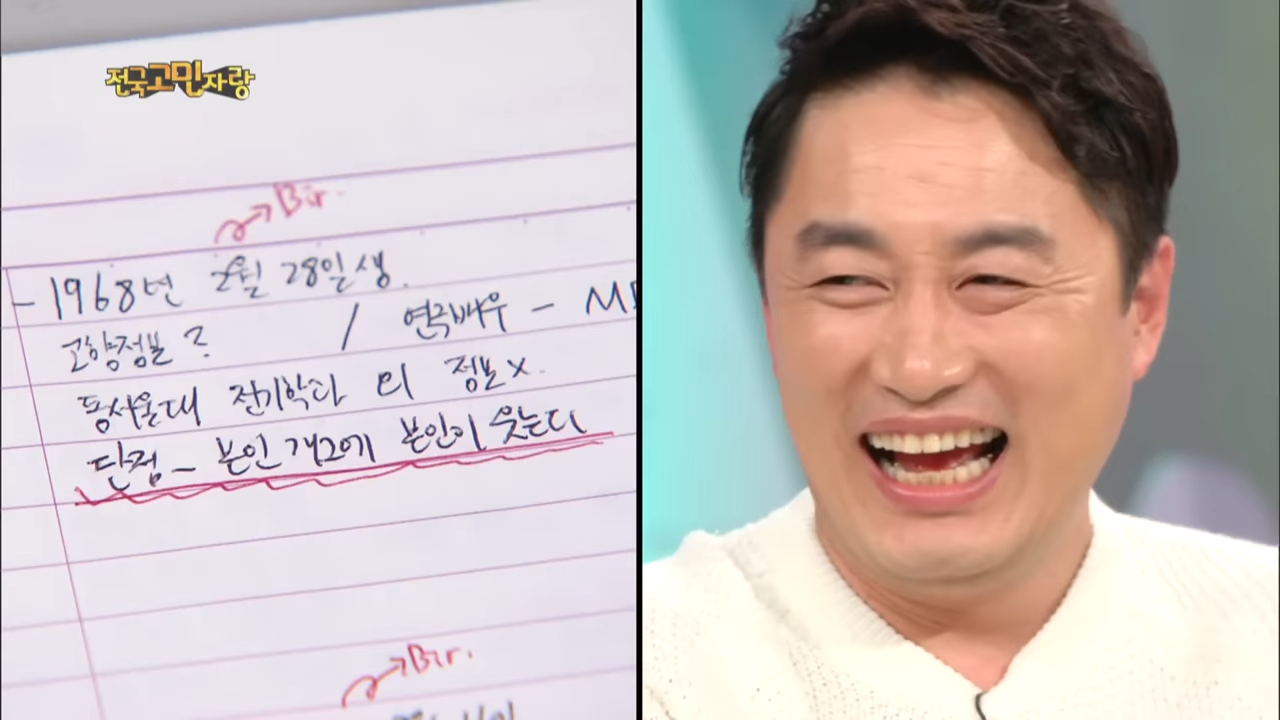 전국고민자랑
Bir.
- 1968년 2월 28일생.
고향정보? / 연극배우 - M
동서울대 전기학과 외 정보x.
단점 - 본인 개그에 본인이 웃는다
Bir.